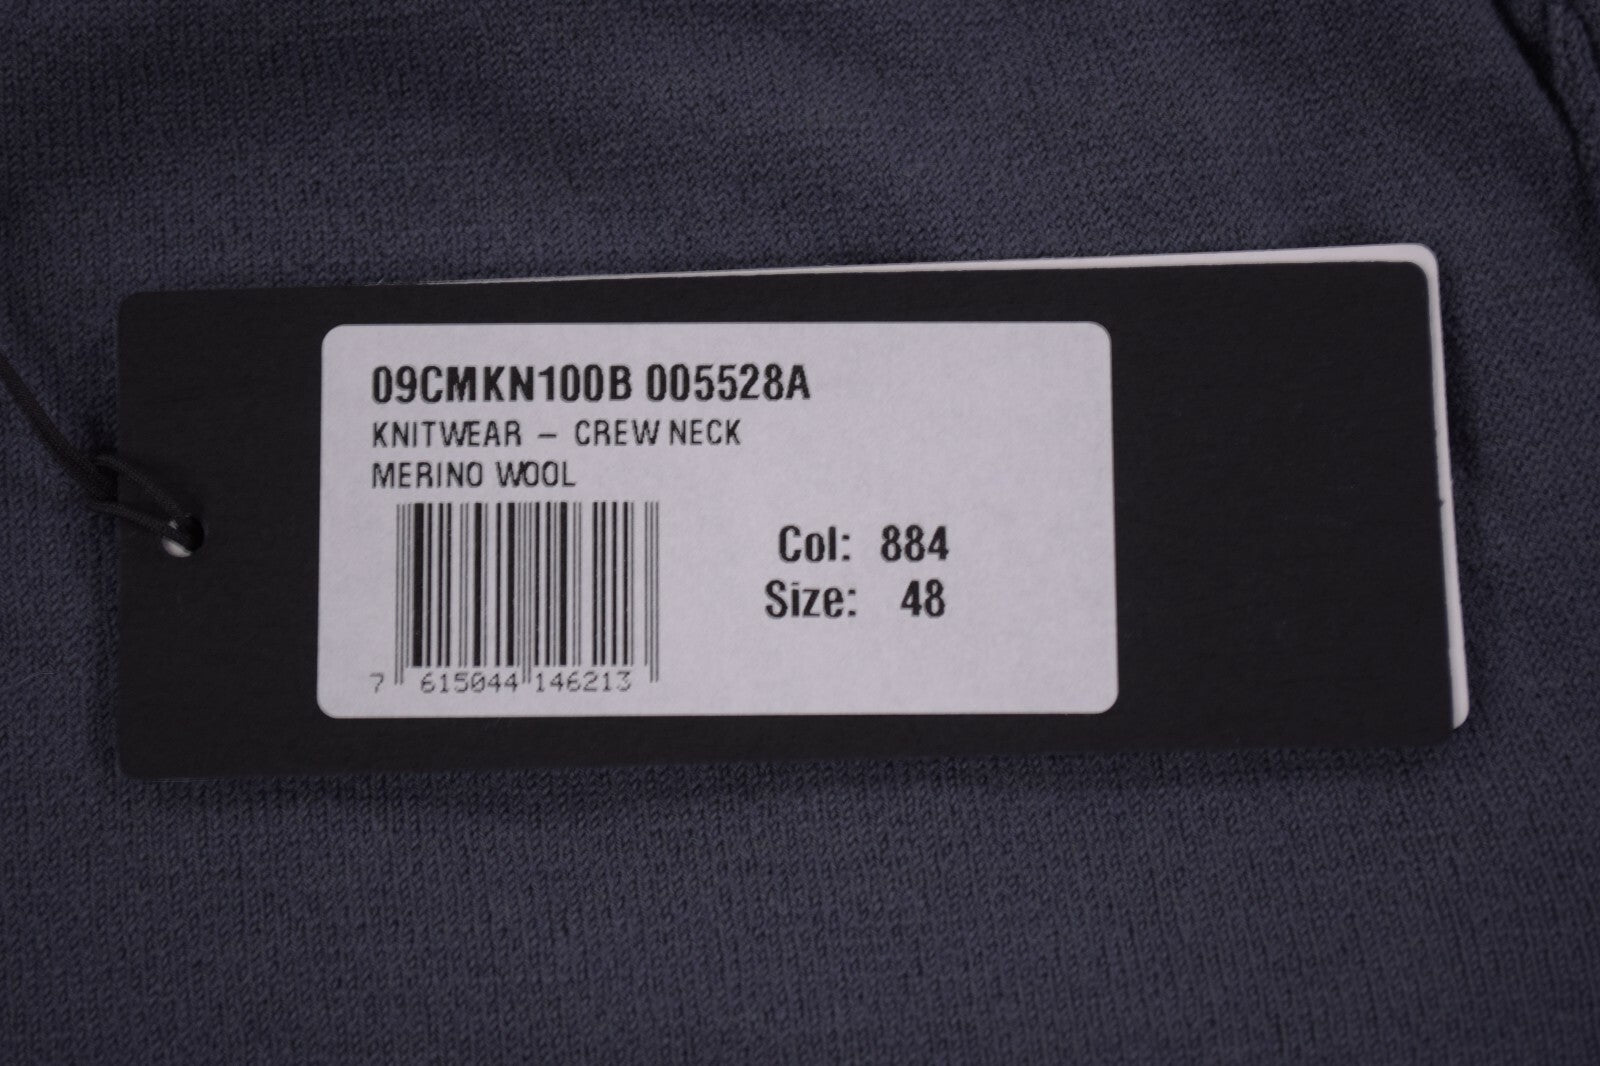 09CMKN100B 005528A
KNITWEAR – CREW NECK
MERINO WOOL
Col: 884
Size: 48
7 615044 146213